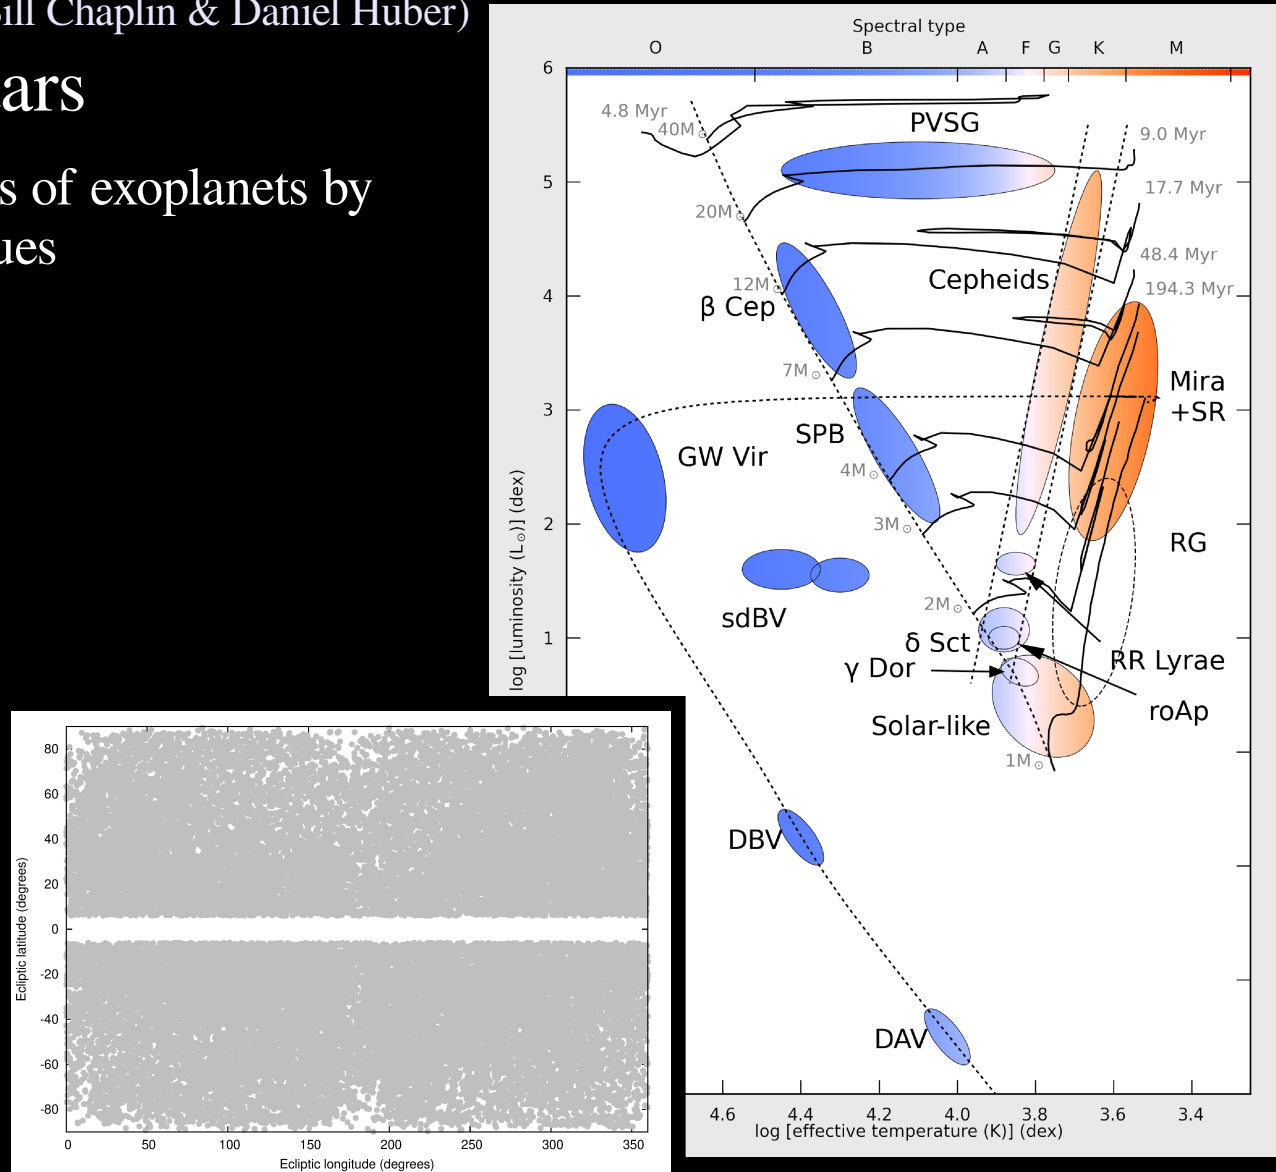 ill Chaplin & Daniel Huber)
ars
s of exoplanets by
ues
Spectral type
O B A F G K M
6
5
4
3
2
1
log [luminosity (L☉)] (dex)
4.8 Myr
40M☉
PVSG
9.0 Myr
20M☉
17.7 Myr
48.4 Myr
12M☉
Cepheids
194.3 Myr
β Cep
7M☉
Mira
+SR
SPB
GW Vir
4M☉
3M☉
RG
sdBV
2M☉
δ Sct
γ Dor
RR Lyrae
roAp
Solar-like
1M☉
DBV
DAV
4.6 4.4 4.2 4.0 3.8 3.6 3.4
log [effective temperature (K)] (dex)
Ecliptic latitude (degrees)
80
60
40
20
0
-20
-40
-60
-80
0 50 100 150 200 250 300 350
Ecliptic longitude (degrees)